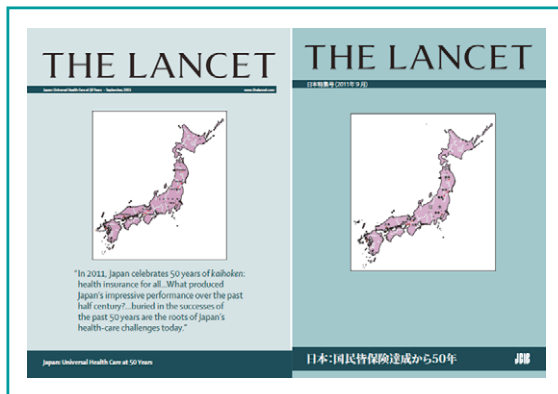 THE LANCET
Japan: Universal Health Care at 50 Years · September, 2011 www.thelancet.com
"In 2011, Japan celebrates 50 years of kaihoken:
health insurance for all...What produced
Japan's impressive performance over the past
half century?...buried in the successes of
the past 50 years are the roots of Japan's
health-care challenges today."
Japan: Universal Health Care at 50 Years
THE LANCET
日本特集号(2011年9月)
日本:国民皆保険達成から50年
JCIE